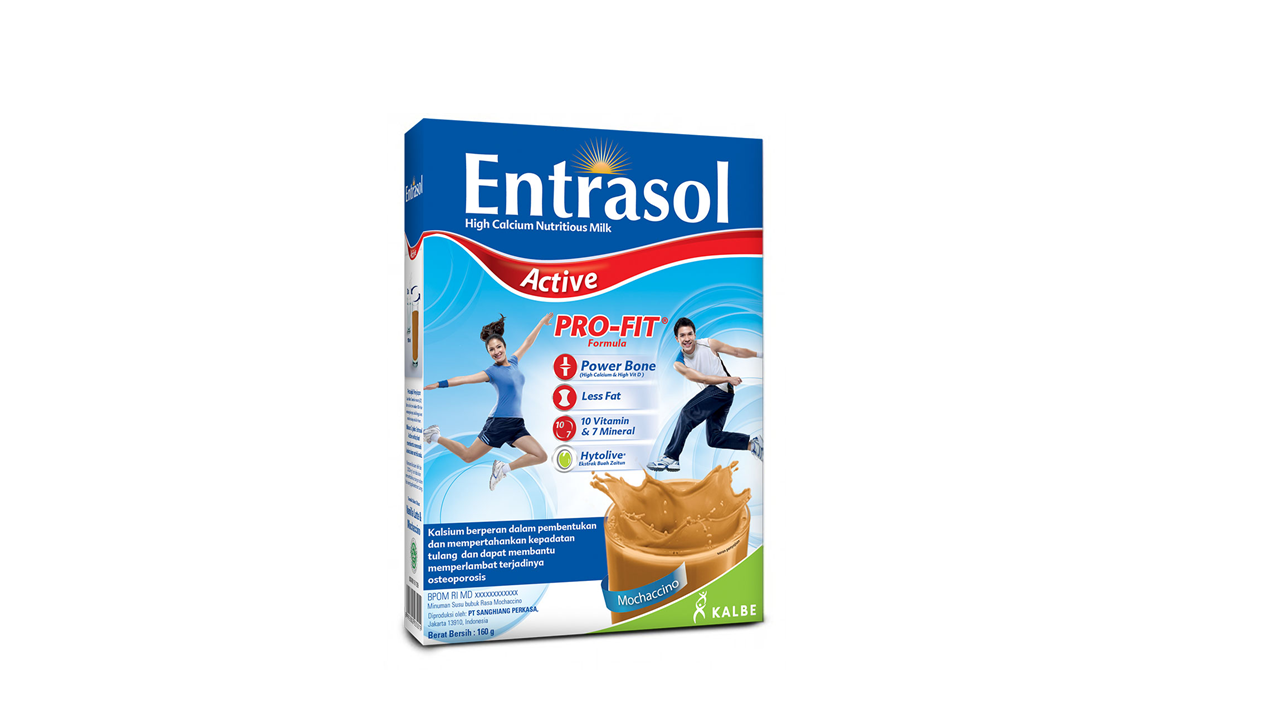 Entrasol
High Calcium Nutritious Milk
Active
PRO-FIT®
Formula
Power Bone
(High Calcium & High Vit D)
Less Fat
10
7
10 Vitamin
& 7 Mineral
Hytolive
Ekstrak Buah Zaitun
Kalsium berperan dalam pembentukan
dan mempertahankan kepadatan
tulang dan dapat membantu
memperlambat terjadinya
osteoporosis
BPOM RI MD xxxxxxxxxxxx
Minuman Susu bubuk Rasa Mochaccino
Diproduksi oleh: PT SANGHIANG PERKASA,
Jakarta 13910, Indonesia
Berat Bersih : 160 g
Mochaccino
KALBE
Entrasol